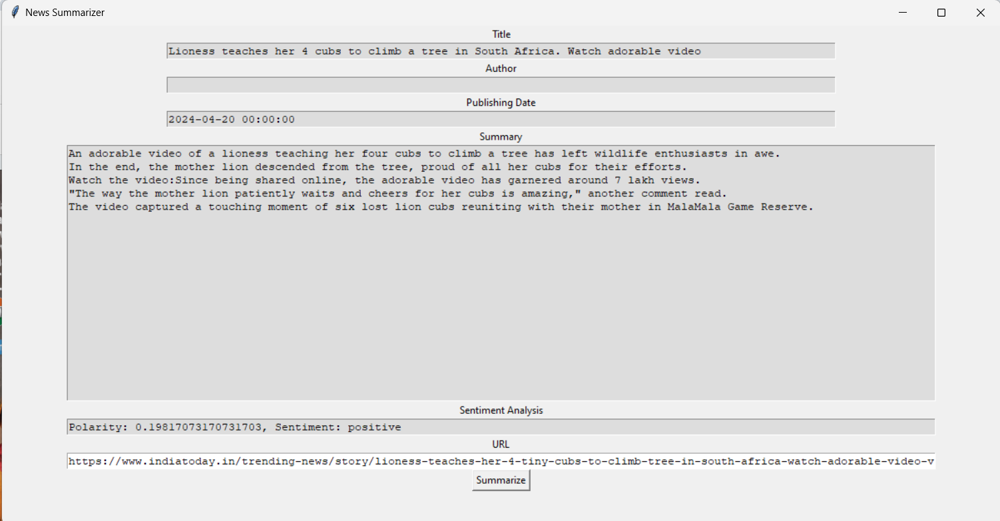 News Summarizer
Title
Lioness teaches her 4 cubs to climb a tree in South Africa. Watch adorable video
Author
Publishing Date
2024-04-20 00:00:00
Summary
An adorable video of a lioness teaching her four cubs to climb a tree has left wildlife enthusiasts in awe.
In the end, the mother lion descended from the tree, proud of all her cubs for their efforts.
Watch the video:Since being shared online, the adorable video has garnered around 7 lakh views.
"The way the mother lion patiently waits and cheers for her cubs is amazing," another comment read.
The video captured a touching moment of six lost lion cubs reuniting with their mother in MalaMala Game Reserve.
Sentiment Analysis
Polarity: 0.19817073170731703, Sentiment: positive
URL
https://www.indiatoday.in/trending-news/story/lioness-teaches-her-4-tiny-cubs-to-climb-tree-in-south-africa-watch-adorable-video-v
Summarize